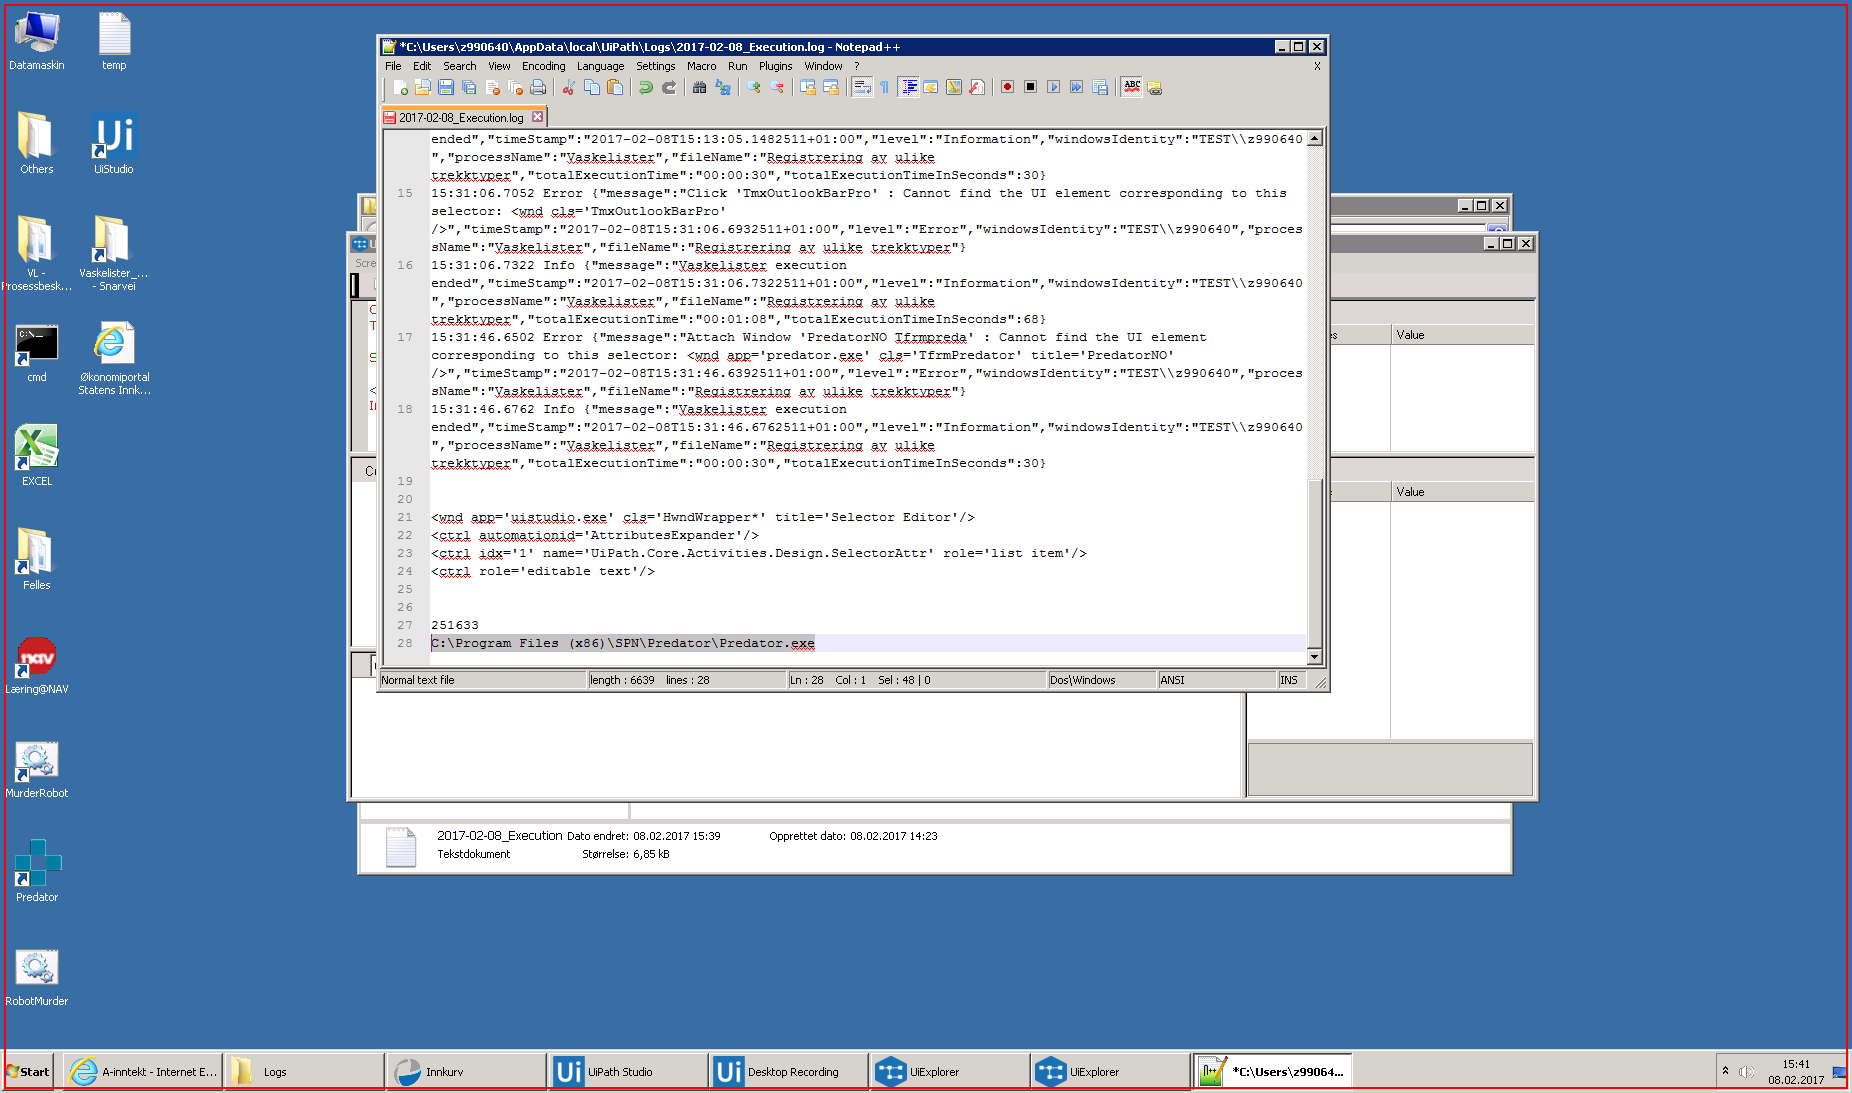 Datamaskin
temp
Others
UiStudio
VL -
Prosessbesk...
Vaskelister_...
- Snarvei
cmd
Økonomiportal
Statens Innk...
EXCEL
Felles
nav
Læring@NAV
MurderRobot
Predator
RobotMurder
*C:\Users\z990640\AppData\local\UiPath\Logs\2017-02-08_Execution.log - Notepad++
File Edit Search View Encoding Language Settings Macro Run Plugins Window ? X
2017-02-08_Execution.log
ended","timeStamp":"2017-02-08T15:13:05.1482511+01:00","level":"Information","windowsIdentity":"TEST\\z990640
","processName":"Vaskelister","fileName":"Registrering av ulike
trekktyper","totalExecutionTime":"00:00:30","totalExecutionTimeInSeconds":30}
15 15:31:06.7052 Error {"message":"Click 'TmxOutlookBarPro' : Cannot find the UI element corresponding to this
selector: <wnd cls='TmxOutlookBarPro'
/>","timeStamp":"2017-02-08T15:31:06.6932511+01:00","level":"Error","windowsIdentity":"TEST\\z990640","proces
sName":"Vaskelister","fileName":"Registrering av ulike trekktyper"}
16 15:31:06.7322 Info {"message":"Vaskelister execution
ended","timeStamp":"2017-02-08T15:31:06.7322511+01:00","level":"Information","windowsIdentity":"TEST\\z990640
","processName":"Vaskelister","fileName":"Registrering av ulike
trekktyper","totalExecutionTime":"00:01:08","totalExecutionTimeInSeconds":68}
17 15:31:46.6502 Error {"message":"Attach Window 'PredatorNO Tfrmpreda' : Cannot find the UI element
corresponding to this selector: <wnd app='predator.exe' cls='TfrmPredator' title='PredatorNO'
/>","timeStamp":"2017-02-08T15:31:46.6392511+01:00","level":"Error","windowsIdentity":"TEST\\z990640","proces
sName":"Vaskelister","fileName":"Registrering av ulike trekktyper"}
18 15:31:46.6762 Info {"message":"Vaskelister execution
ended","timeStamp":"2017-02-08T15:31:46.6762511+01:00","level":"Information","windowsIdentity":"TEST\\z990640
","processName":"Vaskelister","fileName":"Registrering av ulike
trekktyper","totalExecutionTime":"00:00:30","totalExecutionTimeInSeconds":30}
19
20
21 <wnd app='uistudio.exe' cls='HwndWrapper*' title='Selector Editor'/>
22 <ctrl automationid='AttributesExpander'/>
23 <ctrl idx='1' name='UiPath.Core.Activities.Design.SelectorAttr' role='list item'/>
24 <ctrl role='editable text'/>
25
26
27 251633
28 C:\Program Files (x86)\SPN\Predator\Predator.exe
Normal text file length : 6639 lines : 28 Ln : 28 Col : 1 Sel : 48 | 0 Dos\Windows ANSI INS
Value
Value
2017-02-08_Execution Dato endret: 08.02.2017 15:39 Opprettet dato: 08.02.2017 14:23
Tekstdokument Størrelse: 6,85 kB
Start
A-inntekt - Internet E...
Logs
Innkurv
Ui UiPath Studio
Ui Desktop Recording
UiExplorer
UiExplorer
*C:\Users\z99064...
15:41
08.02.2017